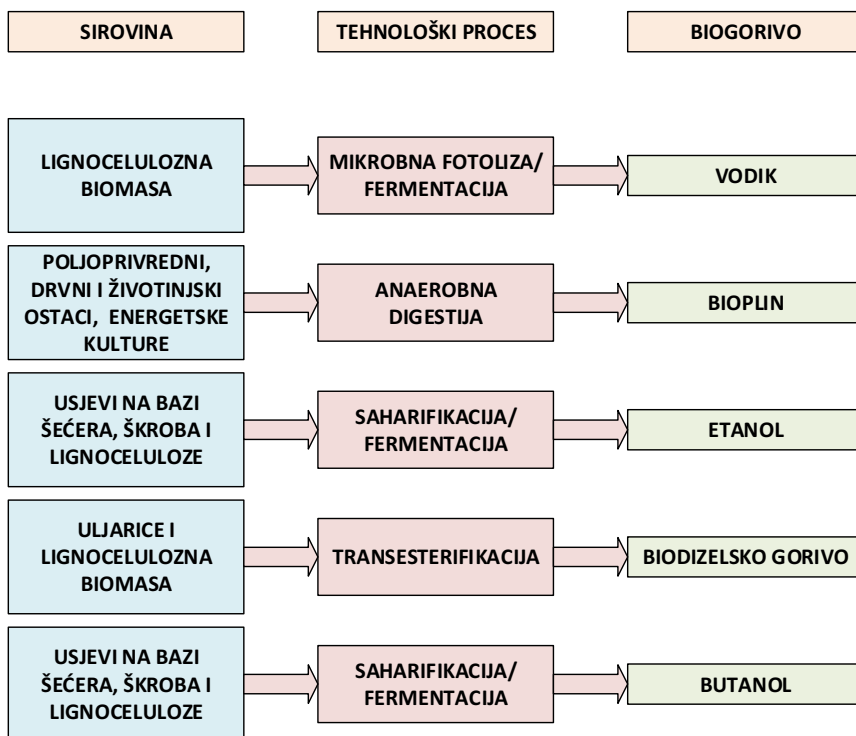 SIROVINA
TEHNOLOŠKI PROCES
BIOGORIVO
LIGNOCELULOZNA
BIOMASA
MIKROBNA FOTOLIZA/
FERMENTACIJA
VODIK
POLJOPRIVREDNI,
DRVNI I ŽIVOTINJSKI
OSTACI, ENERGETSKE
KULTURE
ANAEROBNA
DIGESTIJA
BIOPLIN
USJEVI NA BAZI
ŠEĆERA, ŠKROBA I
LIGNOCELULOZE
SAHARIFIKACIJA/
FERMENTACIJA
ETANOL
ULJARICE I
LIGNOCELULOZNA
BIOMASA
TRANSESTERIFIKACIJA
BIODIZELSKO GORIVO
USJEVI NA BAZI
ŠEĆERA, ŠKROBA I
LIGNOCELULOZE
SAHARIFIKACIJA/
FERMENTACIJA
BUTANOL